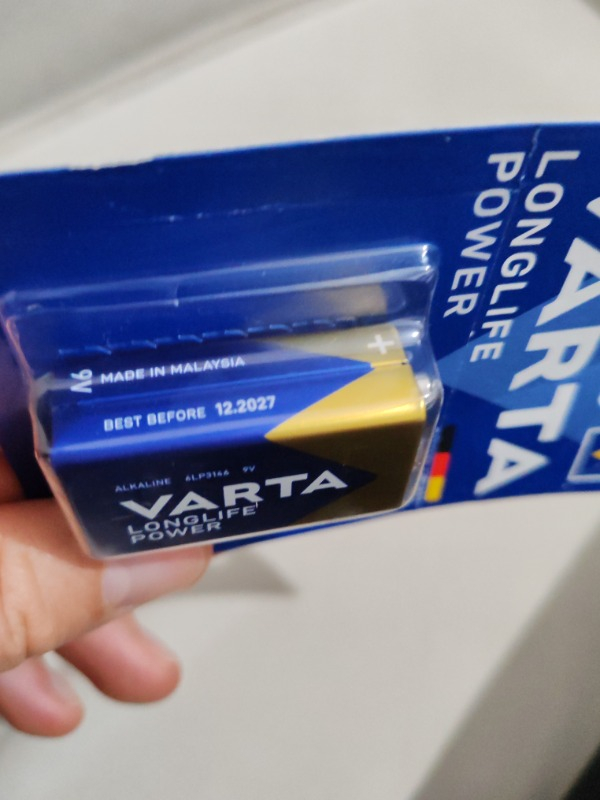 9V
MADE IN MALAYSIA
BEST BEFORE 12.2027
ALKALINE 6LP3146 9V
VARTA
LONGLIFE
POWER
+
VARTA
LONGLIFE
POWER